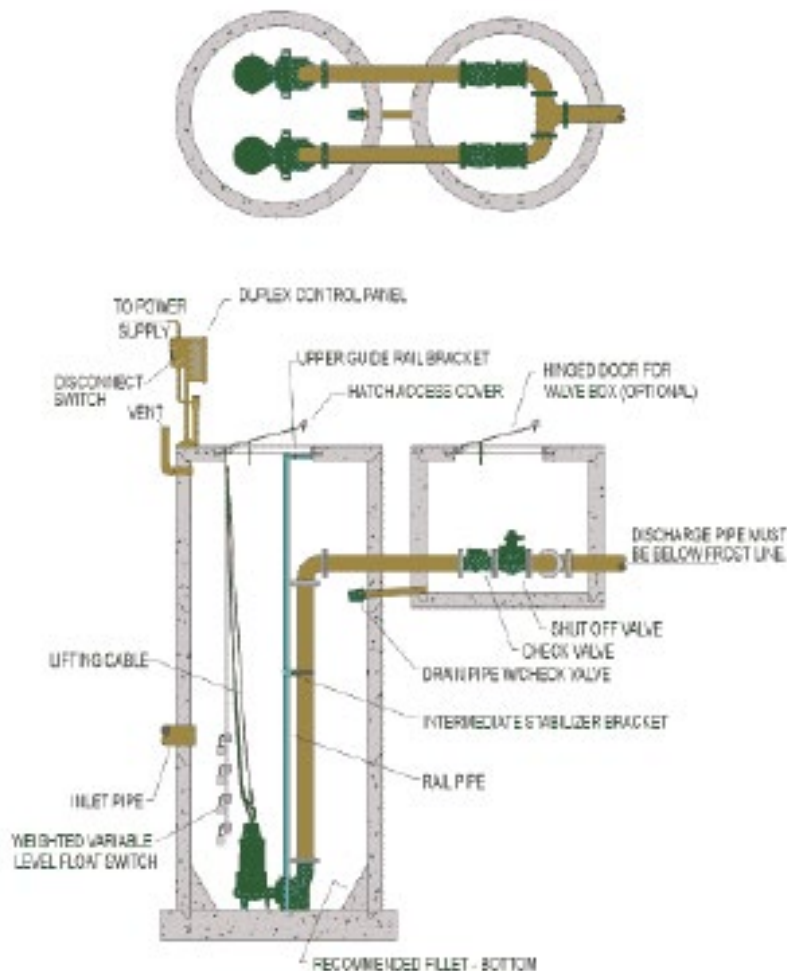 DUPLEX CONTROL PANEL
TO POWER
SUPPLY
UPPER GUIDE RAIL BRACKET
HINGED DOOR FOR
VALVE BOX (OPTIONAL)
DISCONNECT
SWITCH
HATCH ACCESS COVER
VENT
DISCHARGE PIPE MUST
BE BELOW FROST LINE.
SHUT OFF VALVE
CHECK VALVE
DRAIN PIPE W/CHECK VALVE
LIFTING CABLE
INTERMEDIATE STABILIZER BRACKET
RAIL PIPE
INLET PIPE
WEIGHTED VARIABLE
LEVEL FLOAT SWITCH
RECOMMENDED FILLET - BOTTOM